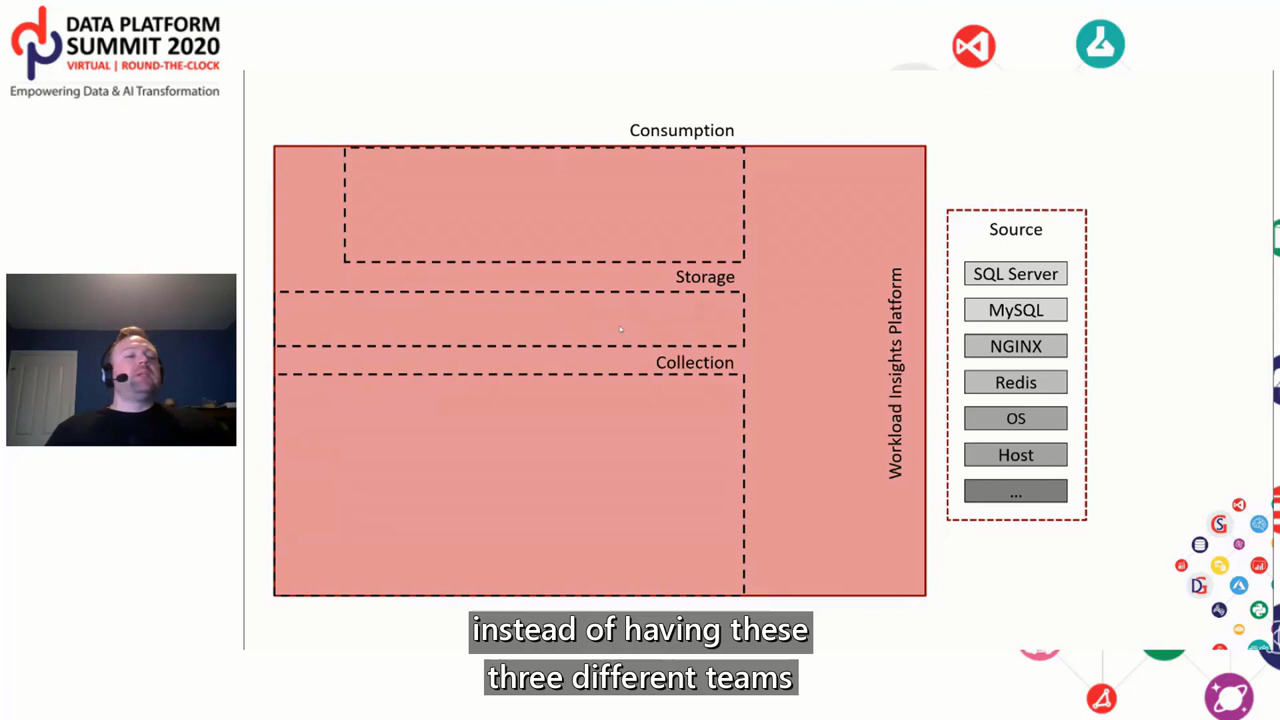 DATA PLATFORM
SUMMIT 2020
VIRTUAL | ROUND-THE-CLOCK
Empowering Data & AI Transformation
Consumption
Storage
Collection
Workload Insights Platform
Source
SQL Server
MySQL
NGINX
Redis
OS
Host
...
instead of having these
three different teams